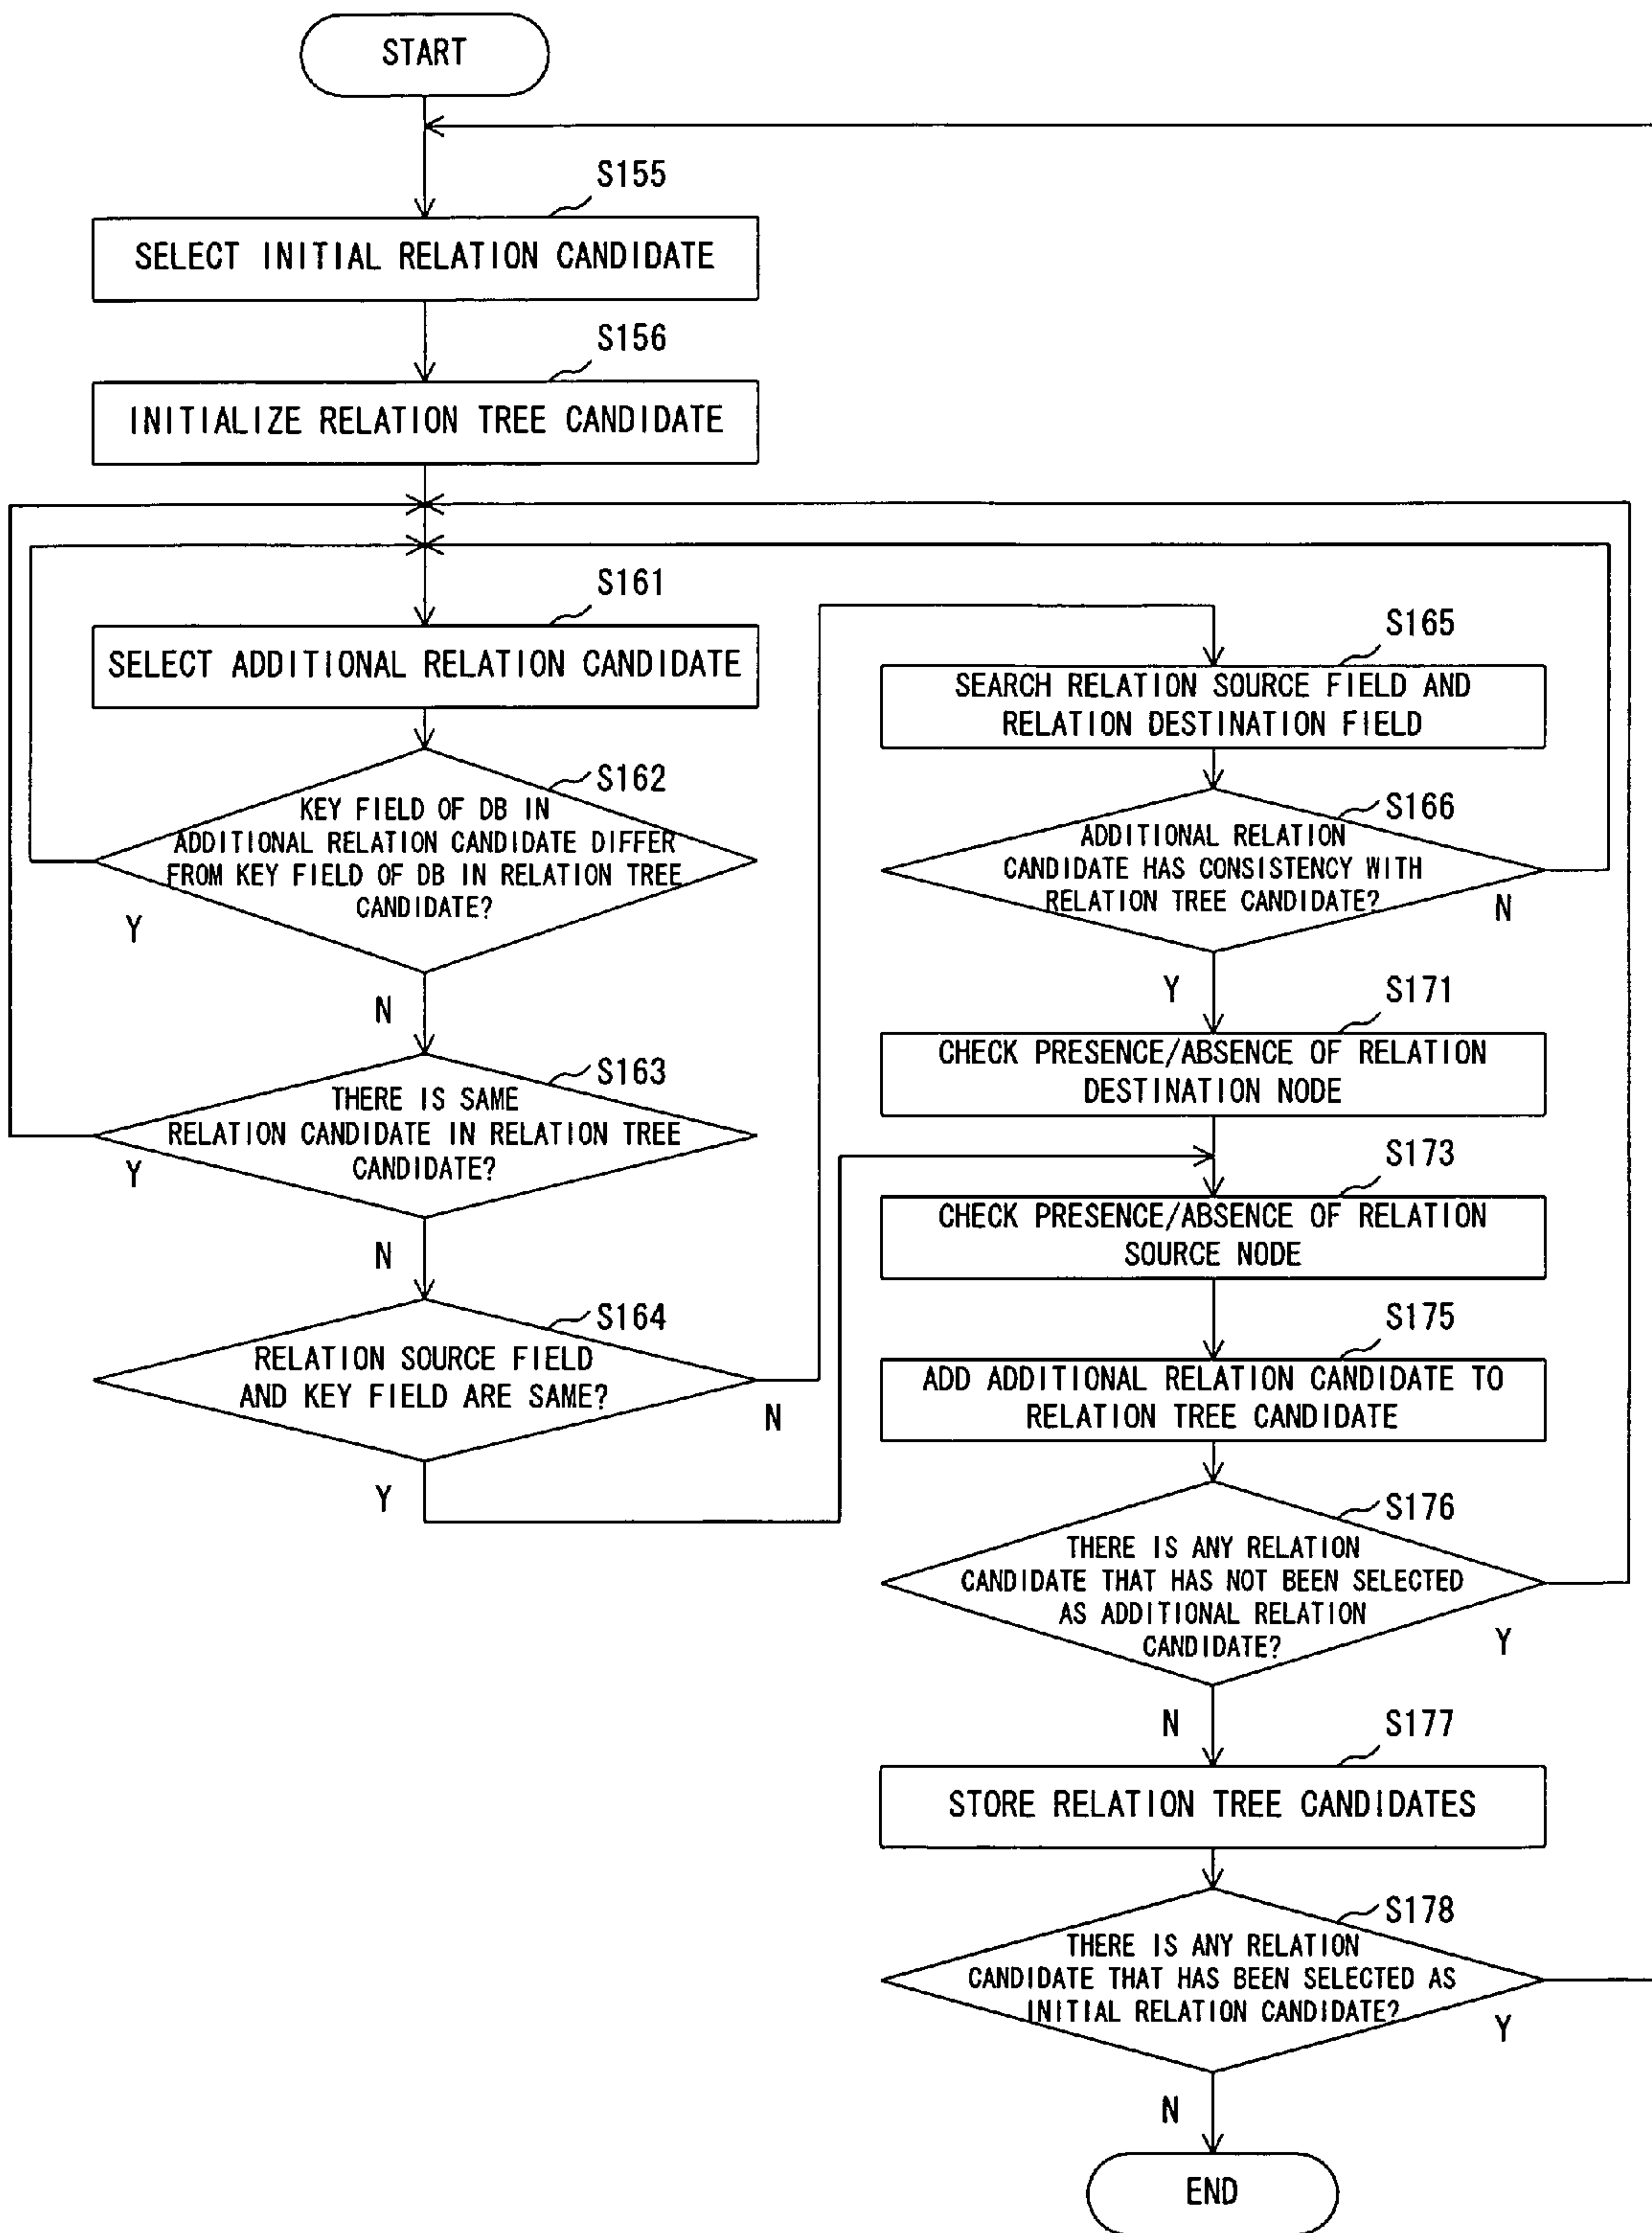 START
S155
SELECT INITIAL RELATION CANDIDATE
S156
INITIALIZE RELATION TREE CANDIDATE
S161
SELECT ADDITIONAL RELATION CANDIDATE
S162
KEY FIELD OF DB IN
ADDITIONAL RELATION CANDIDATE DIFFER
FROM KEY FIELD OF DB IN RELATION TREE
CANDIDATE?
Y
N
S163
THERE IS SAME
RELATION CANDIDATE IN RELATION TREE
CANDIDATE?
Y
N
S164
RELATION SOURCE FIELD
AND KEY FIELD ARE SAME?
N
Y
S165
SEARCH RELATION SOURCE FIELD AND
RELATION DESTINATION FIELD
S166
ADDITIONAL RELATION
CANDIDATE HAS CONSISTENCY WITH
RELATION TREE CANDIDATE?
N
Y
S171
CHECK PRESENCE/ABSENCE OF RELATION
DESTINATION NODE
S173
CHECK PRESENCE/ABSENCE OF RELATION
SOURCE NODE
S175
ADD ADDITIONAL RELATION CANDIDATE TO
RELATION TREE CANDIDATE
S176
THERE IS ANY RELATION
CANDIDATE THAT HAS NOT BEEN SELECTED
AS ADDITIONAL RELATION
CANDIDATE?
Y
N
S177
STORE RELATION TREE CANDIDATES
S178
THERE IS ANY RELATION
CANDIDATE THAT HAS BEEN SELECTED AS
INITIAL RELATION CANDIDATE?
Y
N
END